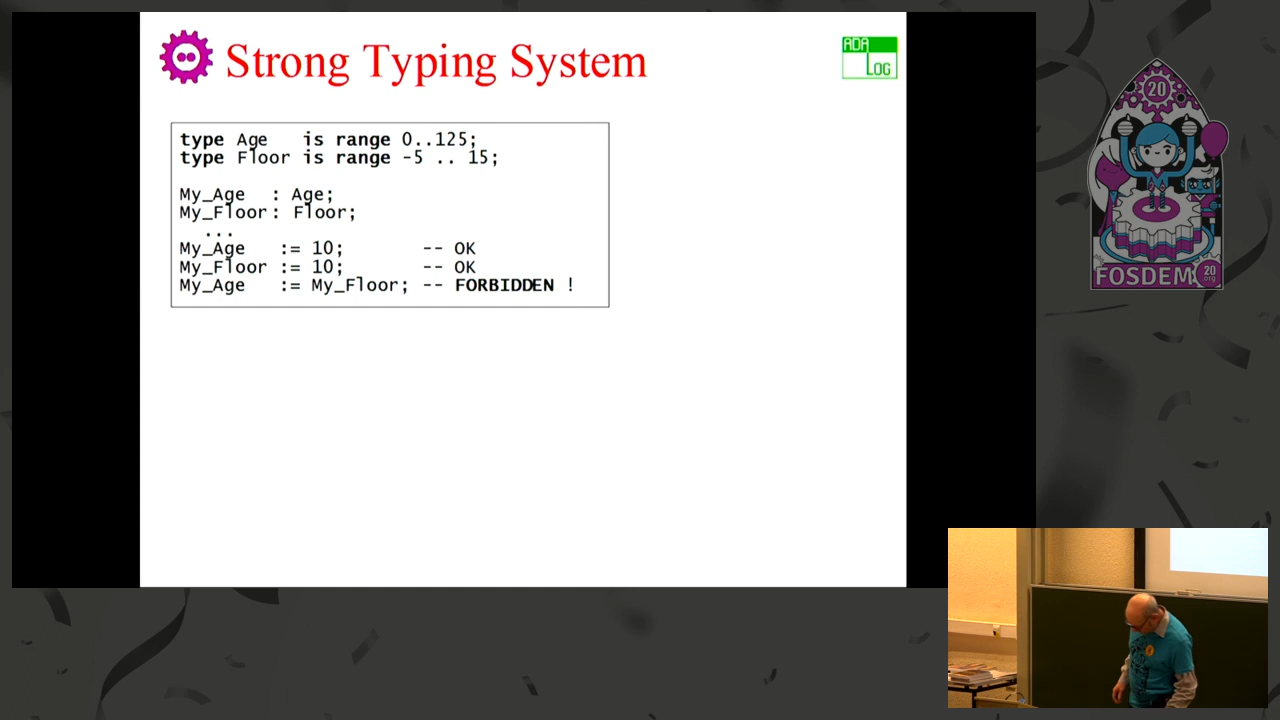 Strong Typing System
ADA
LOG
type Age is range 0..125;
type Floor is range -5 .. 15;
My_Age : Age;
My_Floor: Floor;
...
My_Age := 10; -- OK
My_Floor := 10; -- OK
My_Age := My_Floor; -- FORBIDDEN !
20
FOSDEM
20
org